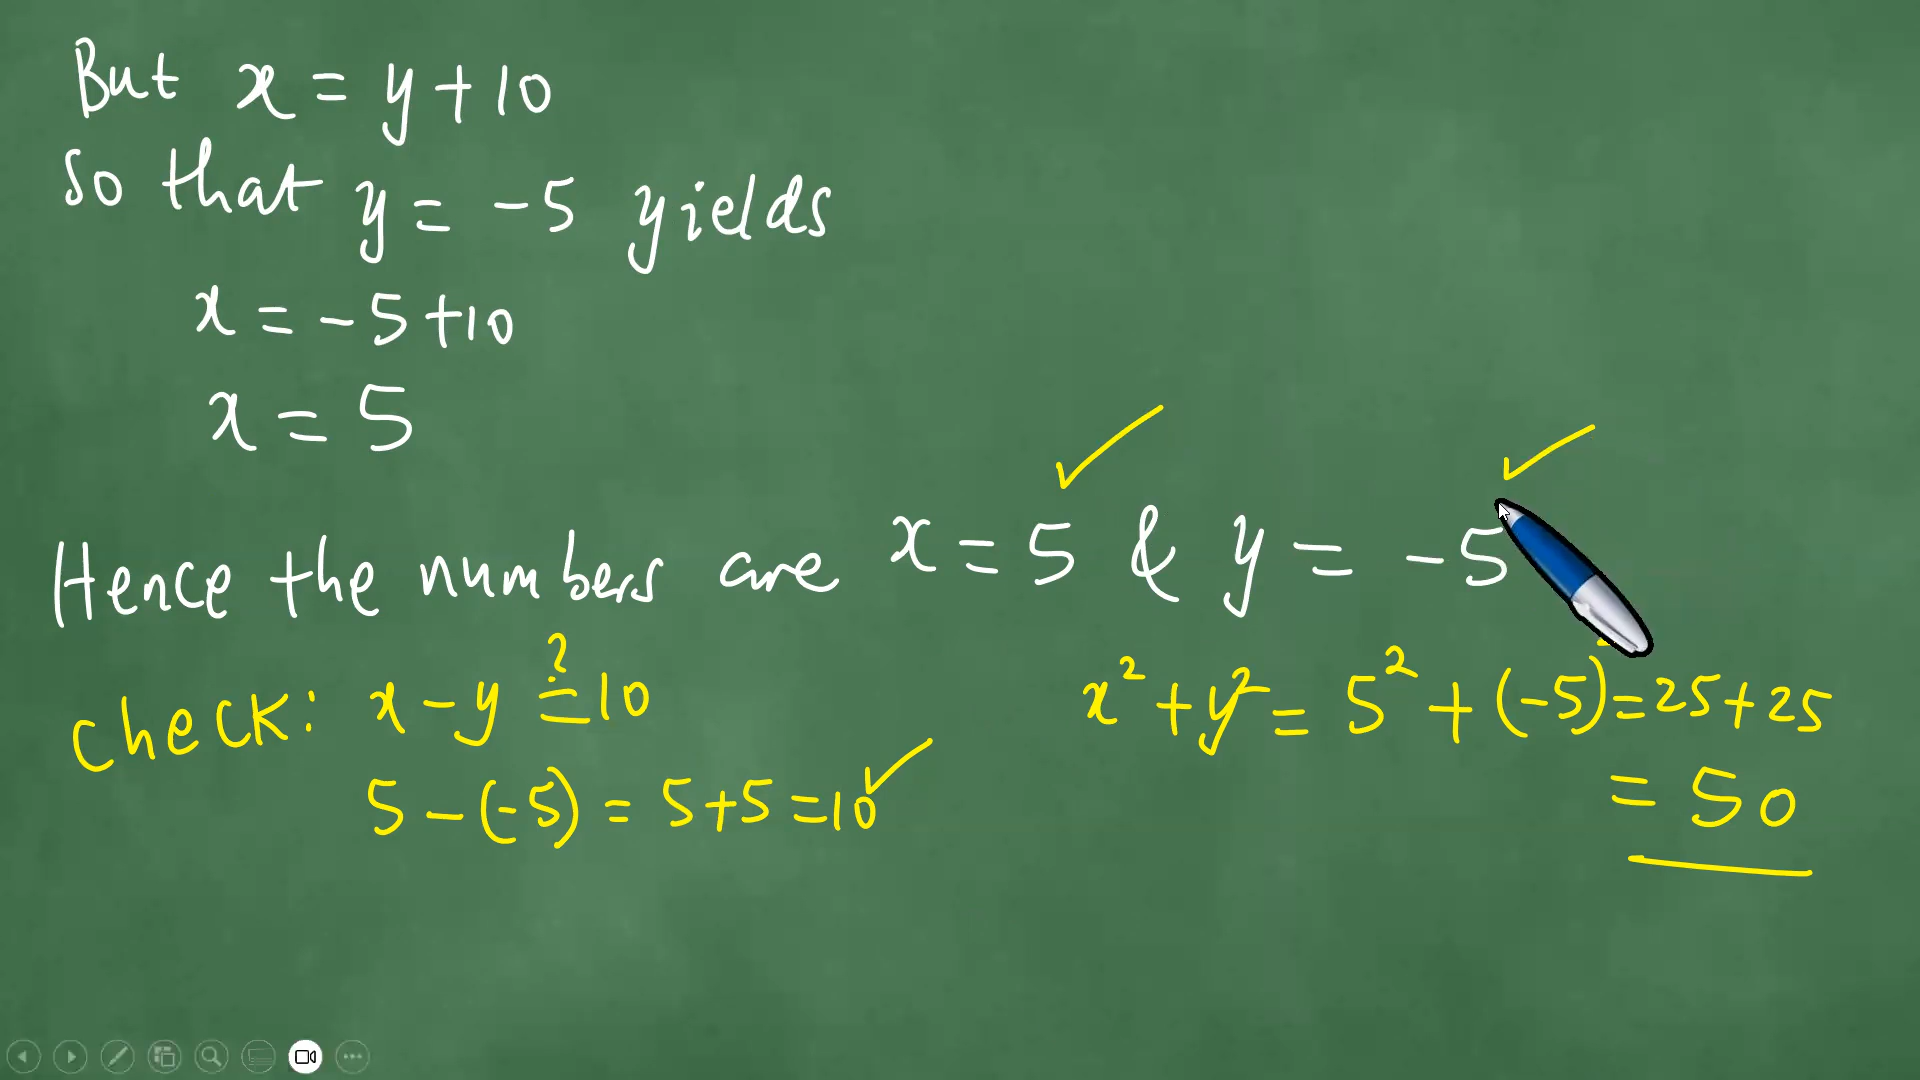 But x = y + 10
So that y = -5 yields
x = -5 + 10
x = 5
Hence the numbers are x = 5 & y = -5
Check: x - y ≟ 10
5 - (-5) = 5 + 5 = 10 ✓
x² + y² = 5² + (-5)² = 25 + 25
= 50